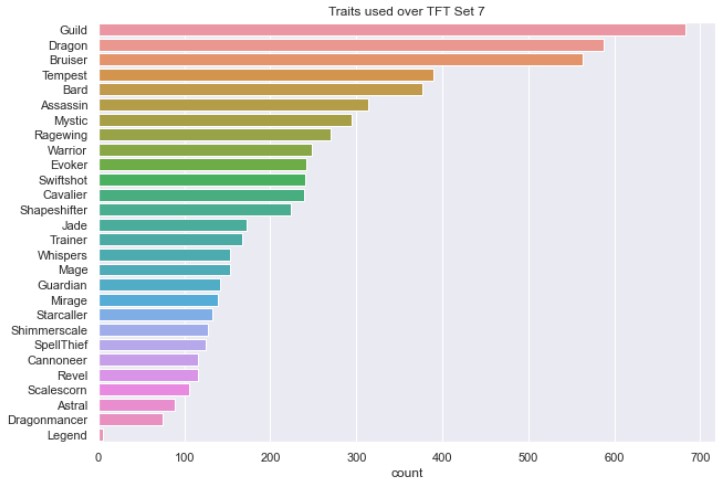 Traits used over TFT Set 7
Guild
Dragon
Bruiser
Tempest
Bard
Assassin
Mystic
Ragewing
Warrior
Evoker
Swiftshot
Cavalier
Shapeshifter
Jade
Trainer
Whispers
Mage
Guardian
Mirage
Starcaller
Shimmerscale
SpellThief
Cannoneer
Revel
Scalescorn
Astral
Dragonmancer
Legend
0 100 200 300 400 500 600 700
count